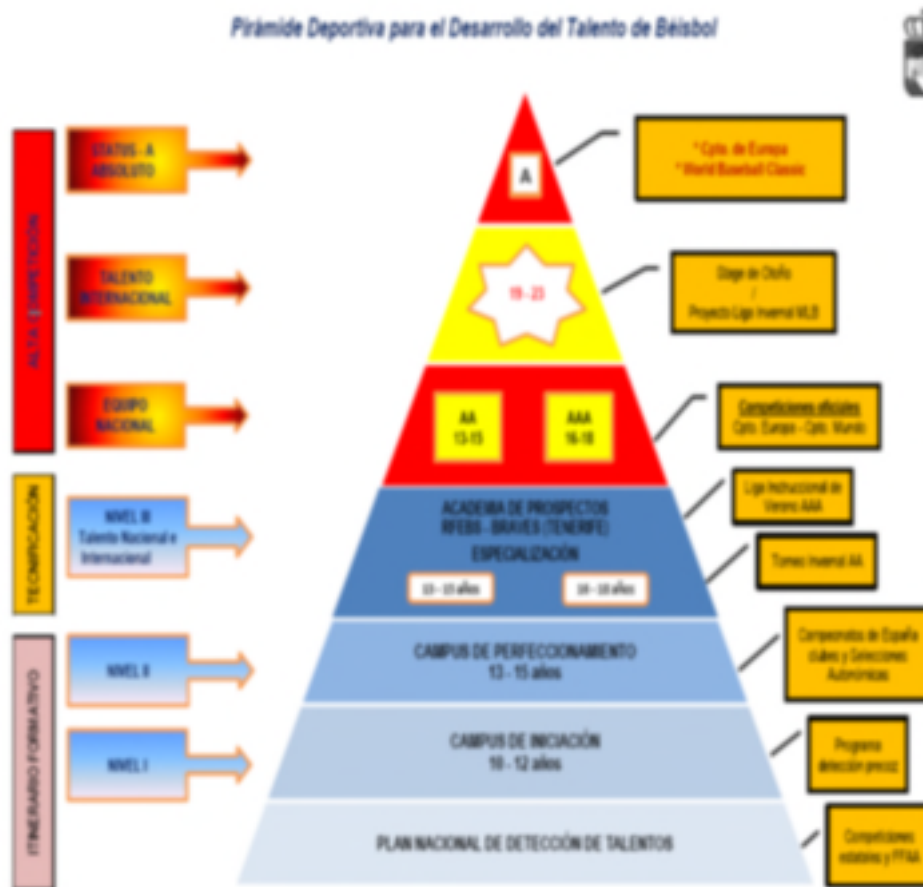 Pirámide Deportiva para el Desarrollo del Talento de Béisbol
ALTA COMPETICIÓN
STATUS - A
ABSOLUTO
A
* Cpto. de Europa
* World Baseball Classic
TALENTO
INTERNACIONAL
19 - 23
Stage de Otoño
/
Proyecto Liga Invernal MLB
EQUIPO
NACIONAL
AA
13-15
AAA
16-18
Competiciones oficiales
Cpto. Europa - Cpto. Mundo
TECNIFICACIÓN
NIVEL III
Talento Nacional e
Internacional
ACADEMIA DE PROSPECTOS
RFEBS - BRAVES (TENERIFE)
ESPECIALIZACIÓN
13 - 15 años
16 - 18 años
Liga Instruccional de
Verano AAA
Torneo Invernal AA
ITINERARIO FORMATIVO
NIVEL II
CAMPUS DE PERFECCIONAMIENTO
13 - 15 años
Campeonatos de España
clubes y Selecciones
Autonómicas
NIVEL I
CAMPUS DE INICIACIÓN
10 - 12 años
Programa
detección precoz
PLAN NACIONAL DE DETECCIÓN DE TALENTOS
Competiciones
y FFAA